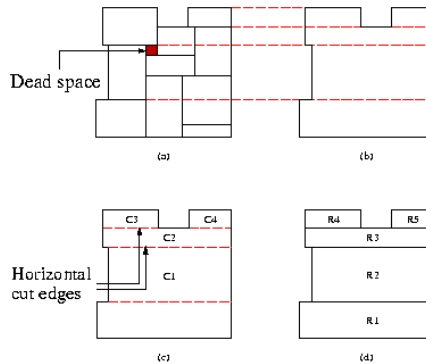 Dead space
(a)
(b)
C3
C4
C2
C1
Horizontal
cut edges
(c)
R4
R5
R3
R2
R1
(d)